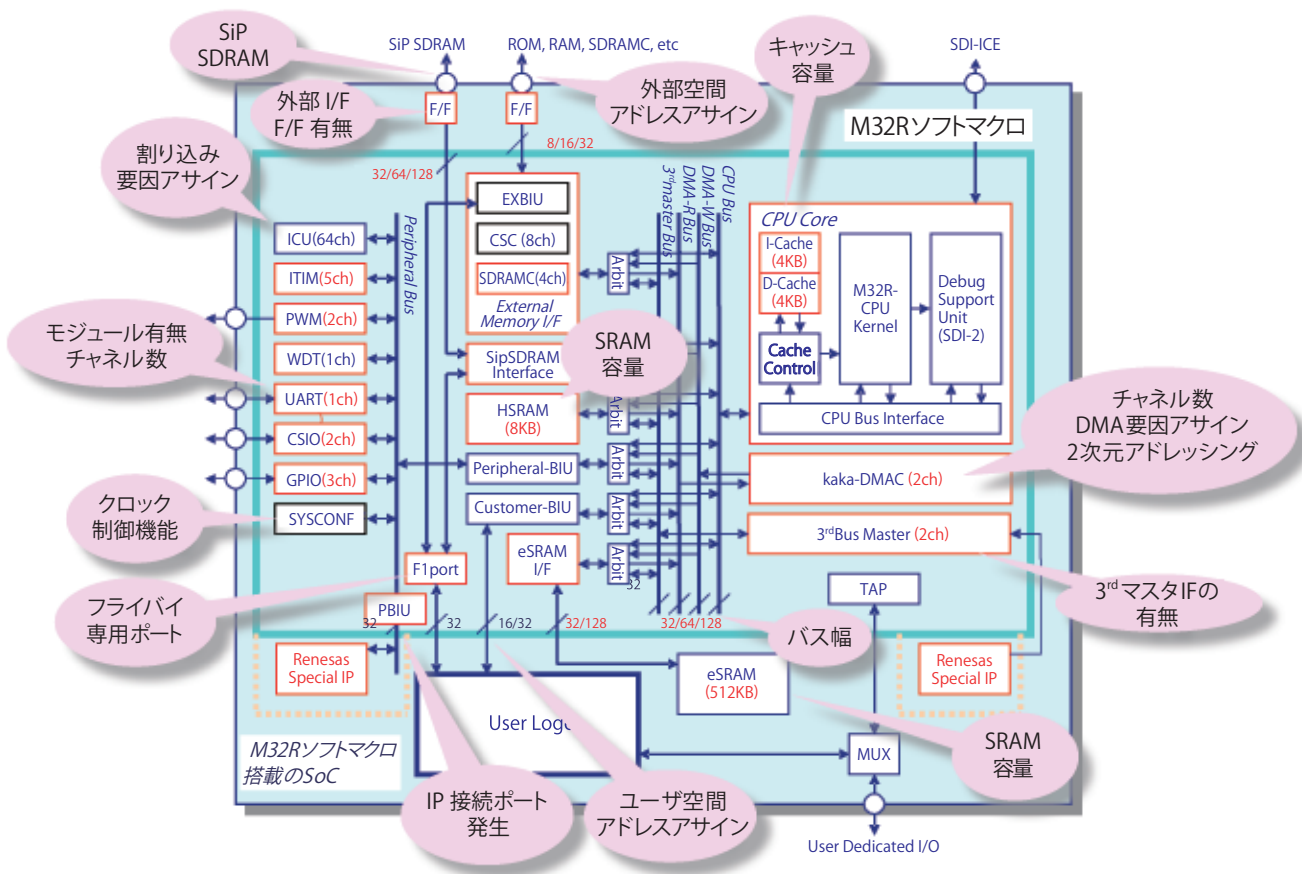 SiP
SDRAM
SiP SDRAM
ROM, RAM, SDRAMC, etc
キャッシュ
容量
SDI-ICE
外部 I/F
F/F 有無
F/F
F/F
外部空間
アドレスアサイン
M32Rソフトマクロ
割り込み
要因アサイン
8/16/32
32/64/128
Peripheral Bus
3rdmaster Bus
DMA-R Bus
DMA-W Bus
CPU Bus
ICU(64ch)
ITIM(5ch)
PWM(2ch)
WDT(1ch)
UART(1ch)
CSIO(2ch)
GPIO(3ch)
SYSCONF
モジュール有無
チャネル数
クロック
制御機能
フライバイ
専用ポート
EXBIU
CSC (8ch)
SDRAMC(4ch)
External
Memory I/F
Arbit
SipSDRAM
Interface
SRAM
容量
HSRAM
(8KB)
Arbit
Peripheral-BIU
Arbit
Customer-BIU
Arbit
eSRAM
I/F
Arbit
32
CPU Core
I-Cache
(4KB)
D-Cache
(4KB)
Cache
Control
M32R-
CPU
Kernel
Debug
Support
Unit
(SDI-2)
CPU Bus Interface
チャネル数
DMA要因アサイン
2次元アドレッシング
kaka-DMAC (2ch)
3rdBus Master (2ch)
3rdマスタIFの
有無
TAP
F1port
PBIU
32
32
16/32
32/128
32/64/128
バス幅
Renesas
Special IP
eSRAM
(512KB)
Renesas
Special IP
User Logic
MUX
SRAM
容量
M32Rソフトマクロ
搭載のSoC
IP 接続ポート
発生
ユーザ空間
アドレスアサイン
User Dedicated I/O